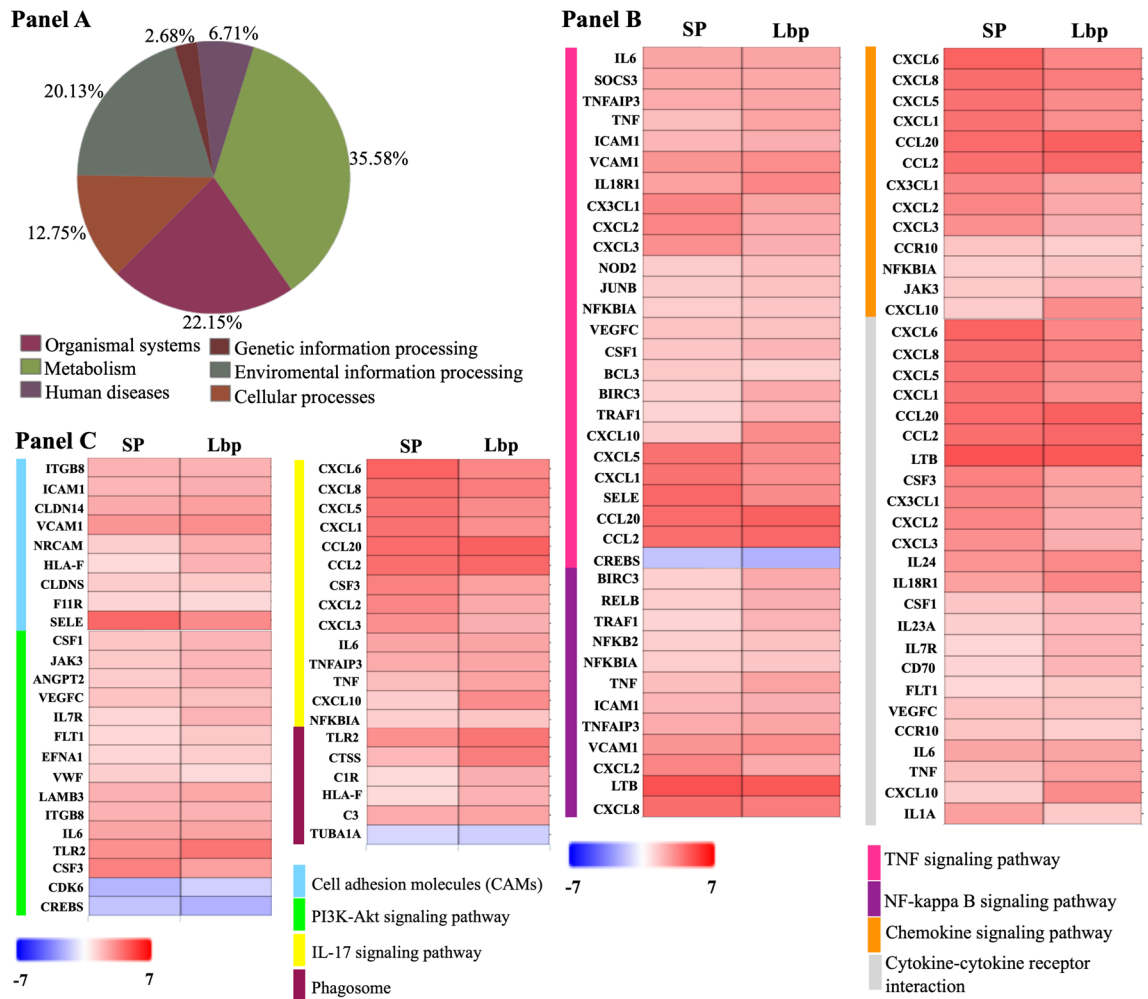 Panel A
2.68%
6.71%
20.13%
35.58%
12.75%
22.15%
Organismal systems
Metabolism
Human diseases
Genetic information processing
Enviromental information processing
Cellular processes
Panel B
SP Lbp
IL6
SOCS3
TNFAIP3
TNF
ICAM1
VCAM1
IL18R1
CX3CL1
CXCL2
CXCL3
NOD2
JUNB
NFKBIA
VEGFC
CSF1
BCL3
BIRC3
TRAF1
CXCL10
CXCL5
CXCL1
SELE
CCL20
CCL2
CREBS
BIRC3
RELB
TRAF1
NFKB2
NFKBIA
TNF
ICAM1
TNFAIP3
VCAM1
CXCL2
LTB
CXCL8
-7 7
SP Lbp
CXCL6
CXCL8
CXCL5
CXCL1
CCL20
CCL2
CX3CL1
CXCL2
CXCL3
CCR10
NFKBIA
JAK3
CXCL10
CXCL6
CXCL8
CXCL5
CXCL1
CCL20
CCL2
LTB
CSF3
CX3CL1
CXCL2
CXCL3
IL24
IL18R1
CSF1
IL23A
IL7R
CD70
FLT1
VEGFC
CCR10
IL6
TNF
CXCL10
IL1A
TNF signaling pathway
NF-kappa B signaling pathway
Chemokine signaling pathway
Cytokine-cytokine receptor
interaction
Panel C
SP Lbp
ITGB8
ICAM1
CLDN14
VCAM1
NRCAM
HLA-F
CLDNS
F11R
SELE
CSF1
JAK3
ANGPT2
VEGFC
IL7R
FLT1
EFNA1
VWF
LAMB3
ITGB8
IL6
TLR2
CSF3
CDK6
CREBS
-7 7
SP Lbp
CXCL6
CXCL8
CXCL5
CXCL1
CCL20
CCL2
CSF3
CXCL2
CXCL3
IL6
TNFAIP3
TNF
CXCL10
NFKBIA
TLR2
CTSS
C1R
HLA-F
C3
TUBA1A
Cell adhesion molecules (CAMs)
PI3K-Akt signaling pathway
IL-17 signaling pathway
Phagosome